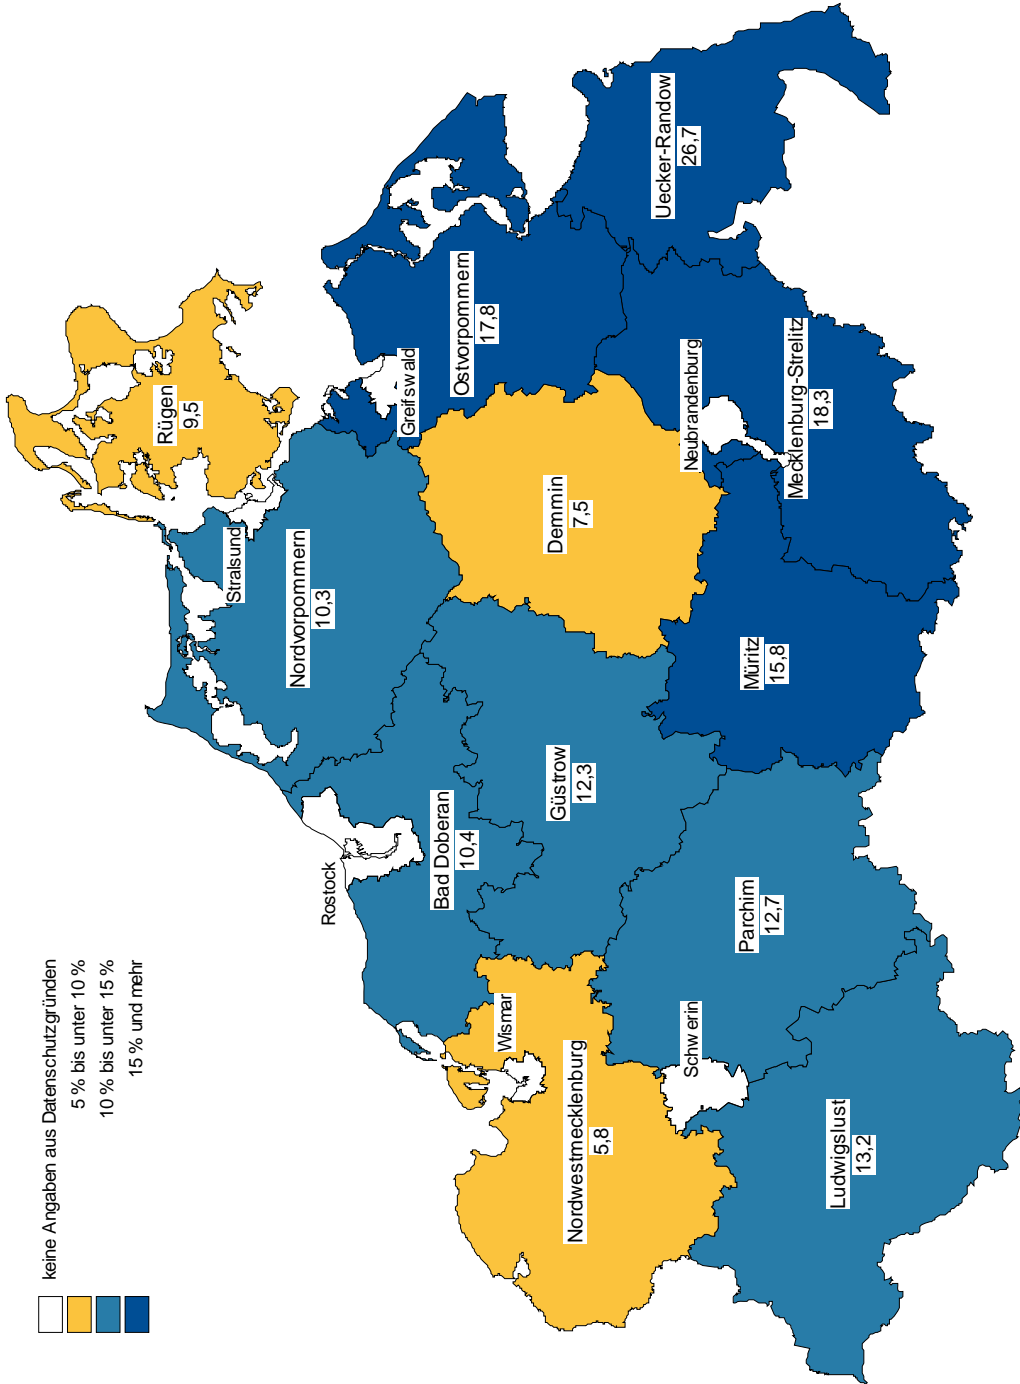 keine Angaben aus Datenschutzgründen
5 % bis unter 10 %
10 % bis unter 15 %
15 % und mehr
Rügen
9,5
Stralsund
Nordvorpommern
10,3
Rostock
Greifswald
Bad Doberan
10,4
Ostvorpommern
17,8
Wismar
Demmin
7,5
Güstrow
12,3
Nordwestmecklenburg
5,8
Uecker-Randow
26,7
Neubrandenburg
Schwerin
Müritz
15,8
Parchim
12,7
Mecklenburg-Strelitz
18,3
Ludwigslust
13,2